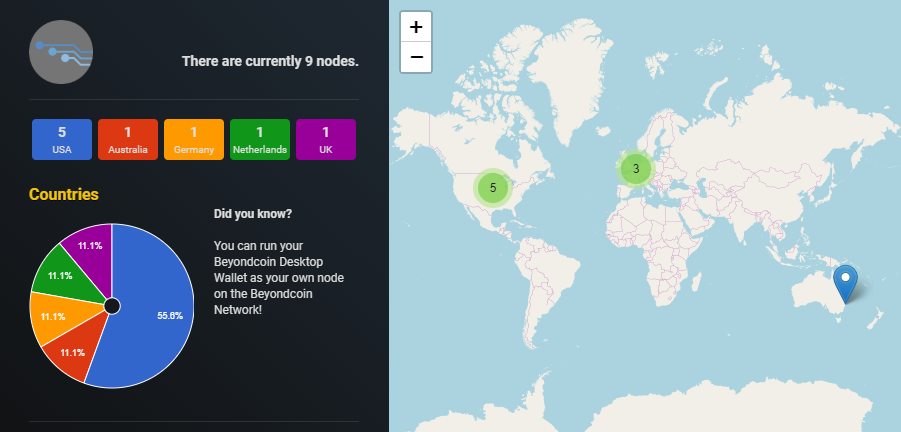 There are currently 9 nodes.
5
USA
1
Australia
1
Germany
1
Netherlands
1
UK
Countries
11.1%
11.1%
11.1%
11.1%
55.6%
Did you know?
You can run your
Beyondcoin Desktop
Wallet as your own node
on the Beyondcoin
Network!
+
−
5
3